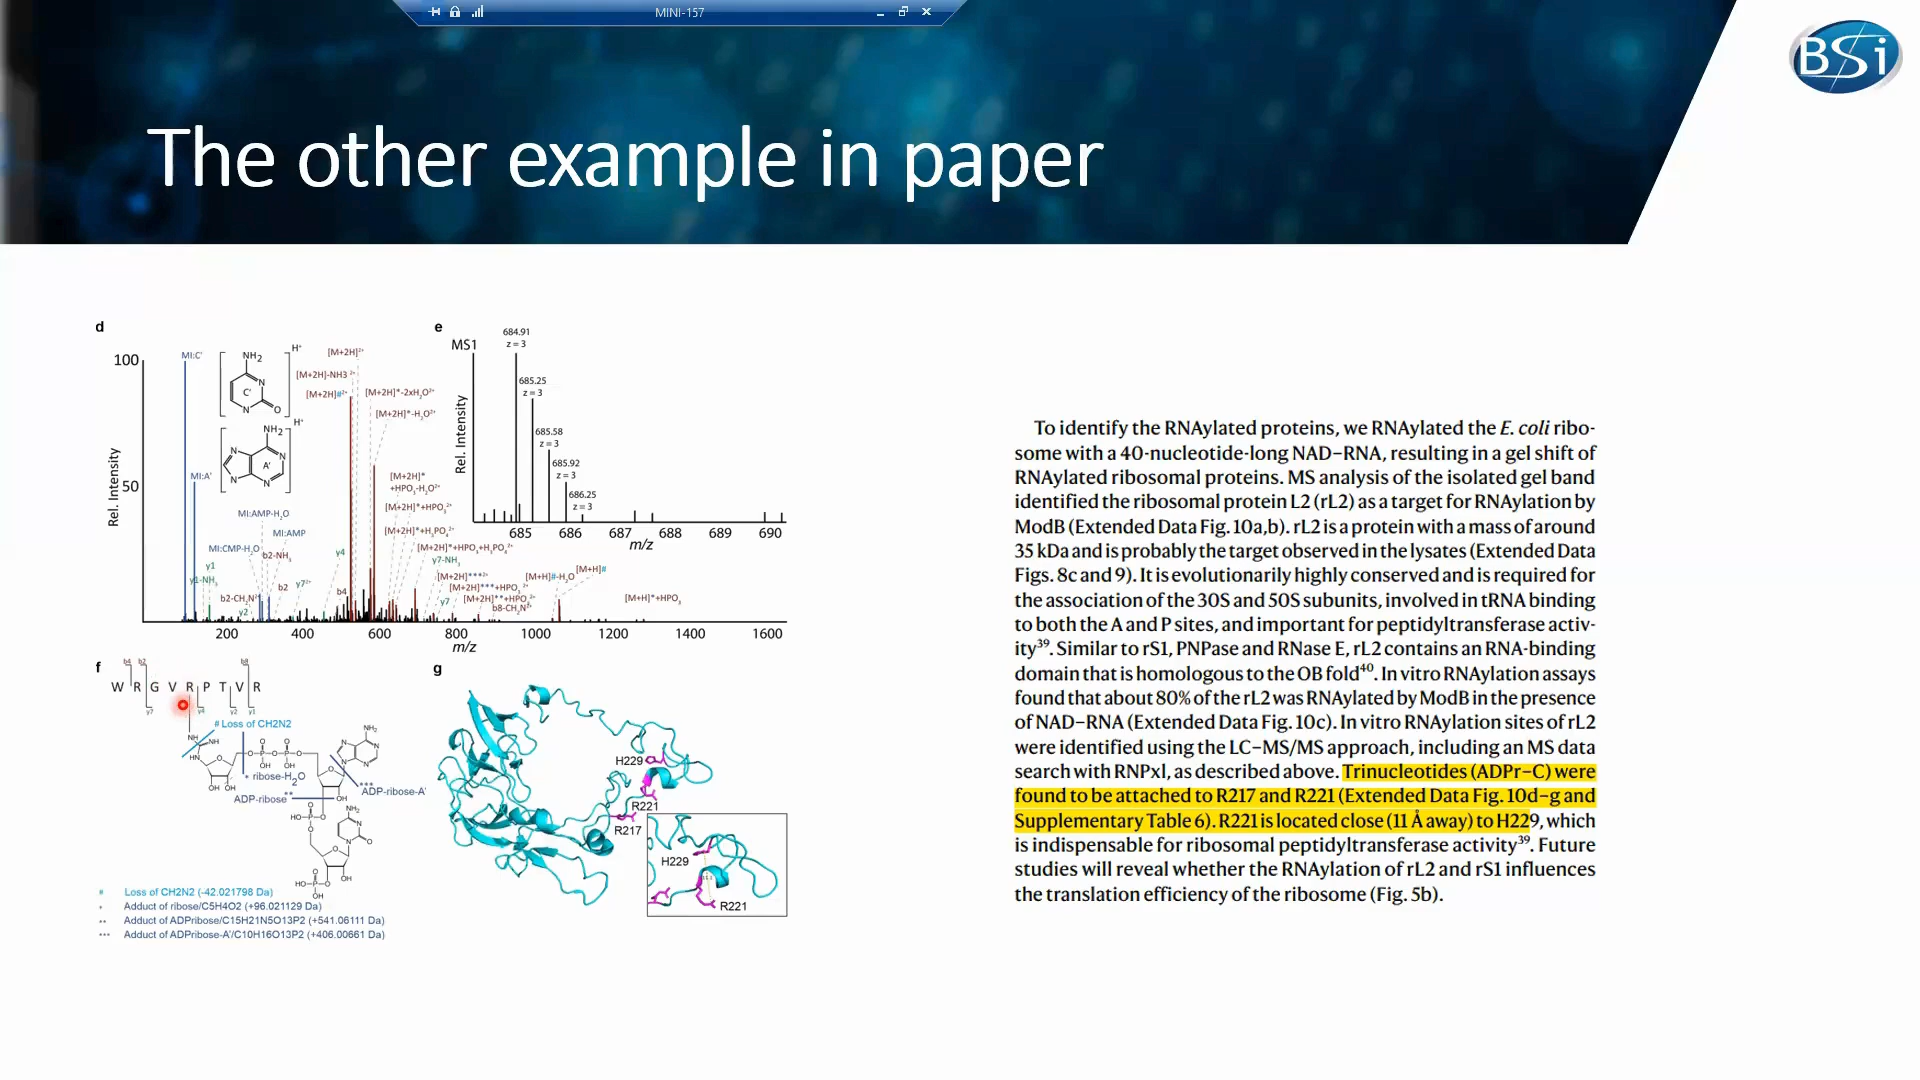 MINI-157
BSi
The other example in paper
d
100
50
Rel. Intensity
MI:C'
NH2
N
C'
N
O
H+
MI:A'
NH2
N
N
A'
N
N
H
H+
[M+2H]2+
[M+2H]-NH3 2+
[M+2H]#2+
[M+2H]*-2xH2O2+
[M+2H]*-H2O2+
[M+2H]*
+HPO3-H2O2+
[M+2H]*+HPO3 2+
[M+2H]*+H3PO4 2+
[M+2H]*+HPO3+H3PO4 2+
MI:AMP-H2O
MI:AMP
MI:CMP-H2O
b2-NH3
y1
y1-NH3
b2
b2-CH2N2
y2
y7 2+
y4
b4
y7-NH3
[M+2H]***2+
[M+2H]***+HPO3 2+
[M+2H]**+HPO3 2+
y7
b8-CH2N2
[M+H]#-H2O
[M+H]#
[M+H]*+HPO3
200 400 600 800 1000 1200 1400 1600
m/z
e
MS1
Rel. Intensity
684.91
z = 3
685.25
z = 3
685.58
z = 3
685.92
z = 3
686.25
z = 3
685 686 687 688 689 690
m/z
f
b4 b2 b8
W R G V R P T V R
y7 y4 y2 y1
# Loss of CH2N2
* ribose-H2O
ADP-ribose**
***
ADP-ribose-A'
# Loss of CH2N2 (-42.021798 Da)
* Adduct of ribose/C5H4O2 (+96.021129 Da)
** Adduct of ADPribose/C15H21N5O13P2 (+541.06111 Da)
*** Adduct of ADPribose-A'/C10H16O13P2 (+406.00661 Da)
g
H229
R221
R217
H229
R221
To identify the RNAylated proteins, we RNAylated the E. coli ribo-
some with a 40-nucleotide-long NAD–RNA, resulting in a gel shift of
RNAylated ribosomal proteins. MS analysis of the isolated gel band
identified the ribosomal protein L2 (rL2) as a target for RNAylation by
ModB (Extended Data Fig. 10a,b). rL2 is a protein with a mass of around
35 kDa and is probably the target observed in the lysates (Extended Data
Figs. 8c and 9). It is evolutionarily highly conserved and is required for
the association of the 30S and 50S subunits, involved in tRNA binding
to both the A and P sites, and important for peptidyltransferase activ-
ity39. Similar to rS1, PNPase and RNase E, rL2 contains an RNA-binding
domain that is homologous to the OB fold40. In vitro RNAylation assays
found that about 80% of the rL2 was RNAylated by ModB in the presence
of NAD–RNA (Extended Data Fig. 10c). In vitro RNAylation sites of rL2
were identified using the LC–MS/MS approach, including an MS data
search with RNPxl, as described above. Trinucleotides (ADPr–C) were
found to be attached to R217 and R221 (Extended Data Fig. 10d–g and
Supplementary Table 6). R221 is located close (11 Å away) to H229, which
is indispensable for ribosomal peptidyltransferase activity39. Future
studies will reveal whether the RNAylation of rL2 and rS1 influences
the translation efficiency of the ribosome (Fig. 5b).